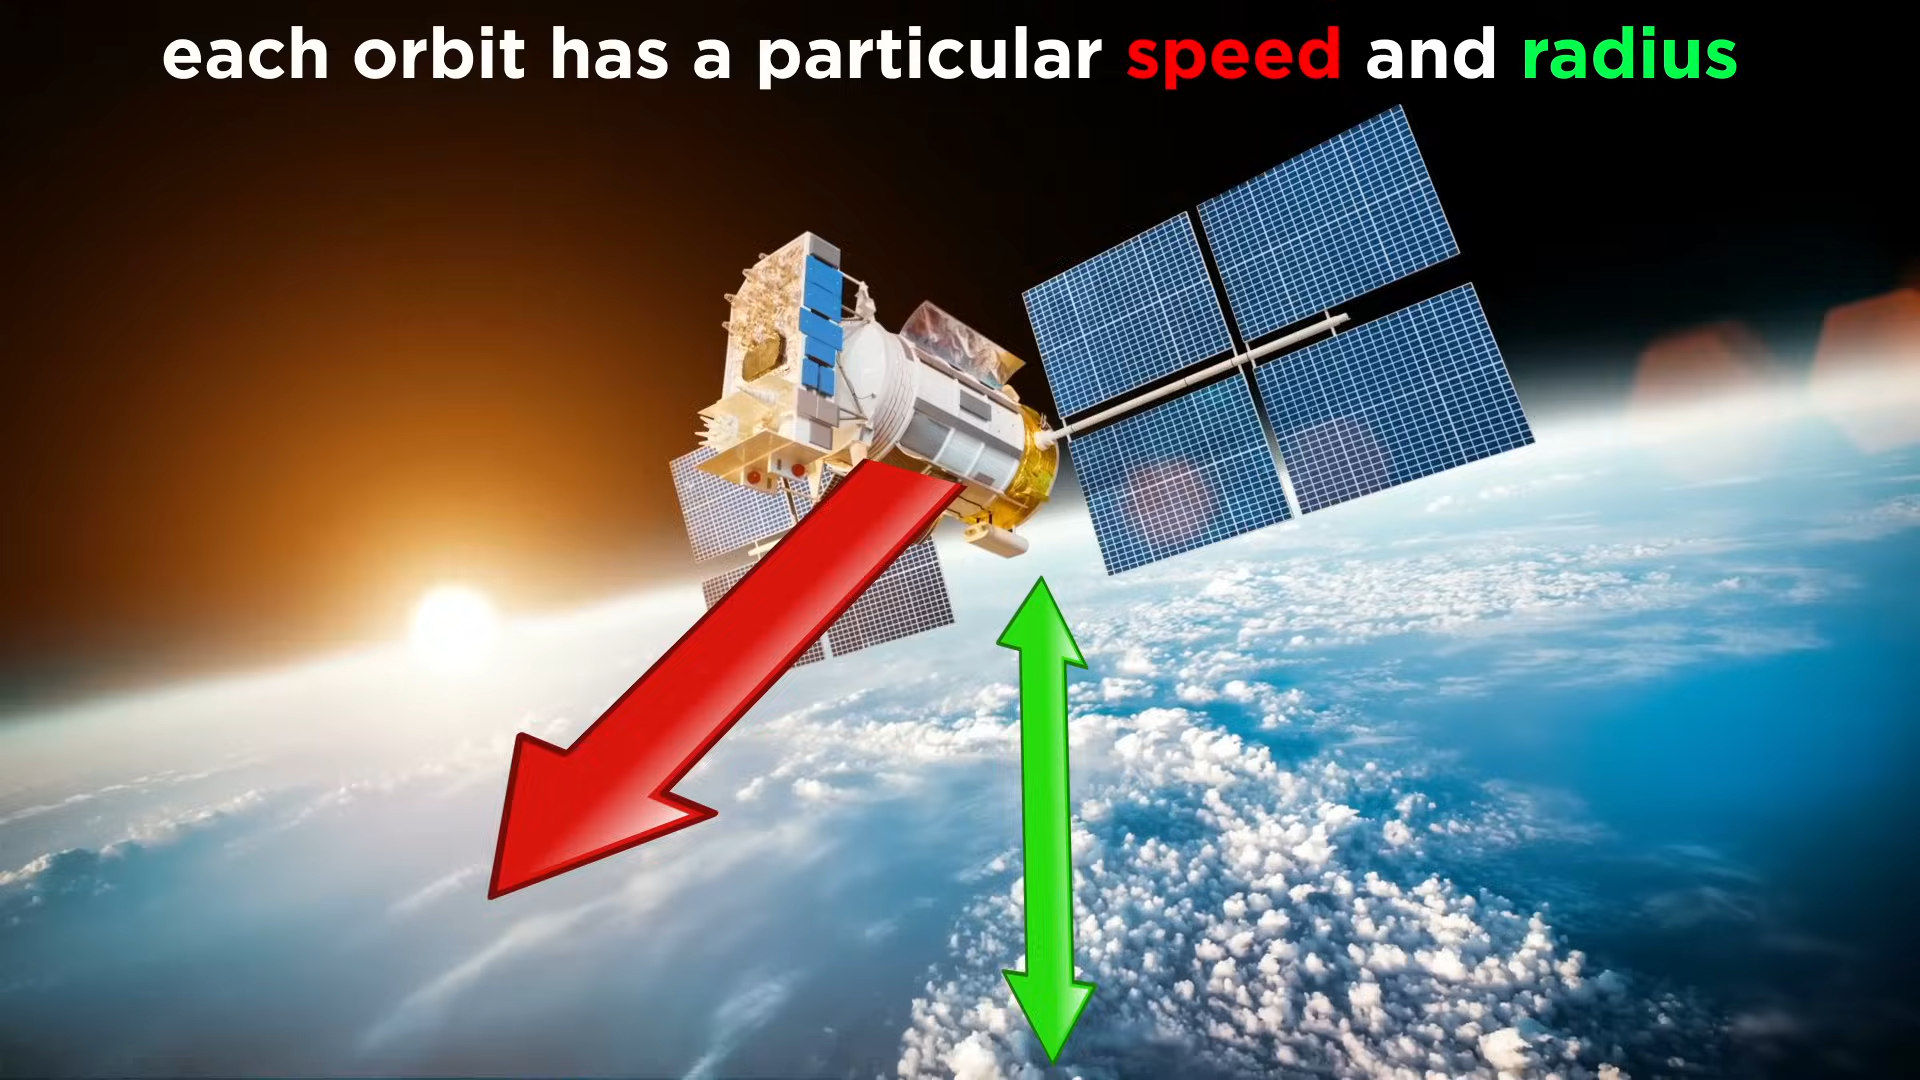 each orbit has a particular speed and radius